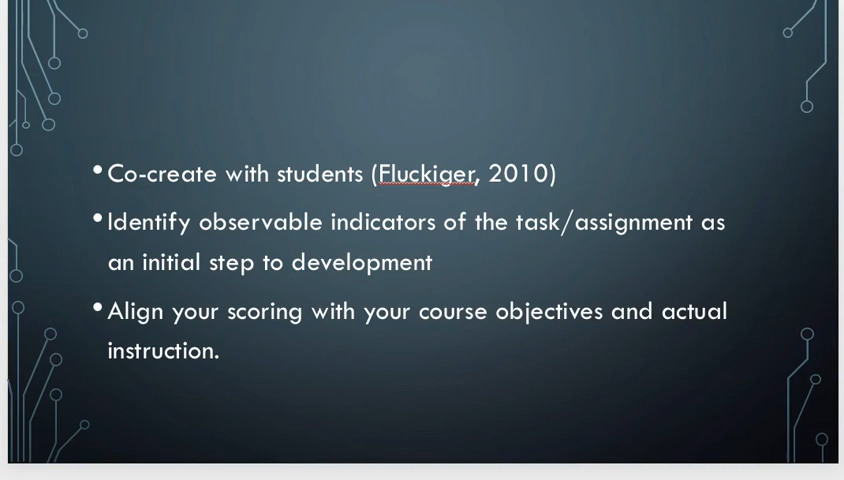 • Co-create with students (Fluckiger, 2010)
• Identify observable indicators of the task/assignment as
an initial step to development
• Align your scoring with your course objectives and actual
instruction.